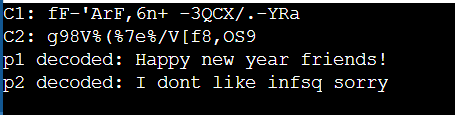 C1: fF-'ArF,6n+ -3QCX/.-YRa
C2: g98V%(%7e%/V[f8,OS9
p1 decoded: Happy new year friends!
p2 decoded: I dont like infsq sorry